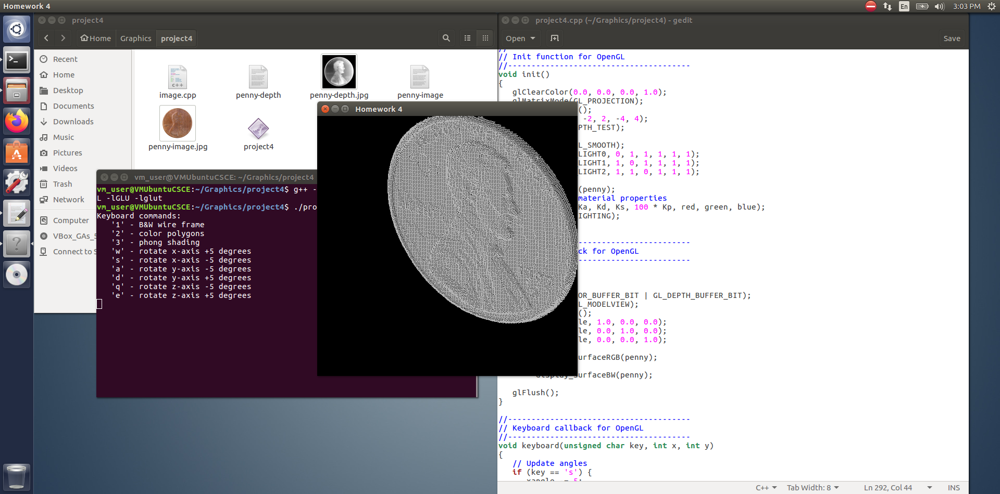 Homework 4
En
3:03 PM
project4
Home
Graphics
project4
Recent
Home
Desktop
Documents
Downloads
Music
Pictures
Videos
Trash
Network
Computer
VBox_GAs_5
Connect to S
c++
image.cpp
penny-depth
penny-depth.jpg
penny-image
penny-image.jpg
project4
vm_user@VMUbuntuCSCE: ~/Graphics/project4
vm_user@VMUbuntuCSCE:~/Graphics/project4$ g++ -
L -lGLU -lglut
vm_user@VMUbuntuCSCE:~/Graphics/project4$ ./pro
Keyboard commands:
'1' - B&W wire frame
'2' - color polygons
'3' - phong shading
'w' - rotate x-axis +5 degrees
's' - rotate x-axis -5 degrees
'a' - rotate y-axis -5 degrees
'd' - rotate y-axis +5 degrees
'q' - rotate z-axis -5 degrees
'e' - rotate z-axis +5 degrees
Homework 4
project4.cpp (~/Graphics/project4) - gedit
Open
Save
// Init function for OpenGL
//---------------------------------------
void init()
{
glClearColor(0.0, 0.0, 0.0, 1.0);
glMatrixMode(GL_PROJECTION);
();
-2, 2, -4, 4);
PTH_TEST);
L_SMOOTH);
LIGHT0, 0, 1, 1, 1, 1, 1);
LIGHT1, 1, 0, 1, 1, 1, 1);
LIGHT2, 1, 1, 0, 1, 1, 1);
(penny);
material properties
Ka, Kd, Ks, 100 * Kp, red, green, blue);
IGHTING);
------------------------
ck for OpenGL
------------------------
OR_BUFFER_BIT | GL_DEPTH_BUFFER_BIT);
L_MODELVIEW);
();
le, 1.0, 0.0, 0.0);
le, 0.0, 1.0, 0.0);
le, 0.0, 0.0, 1.0);
urfaceRGB(penny);
display_surfaceBW(penny);
glFlush();
}
//---------------------------------------
// Keyboard callback for OpenGL
//---------------------------------------
void keyboard(unsigned char key, int x, int y)
{
// Update angles
if (key == 's') {
C++
Tab Width: 8
Ln 292, Col 44
INS